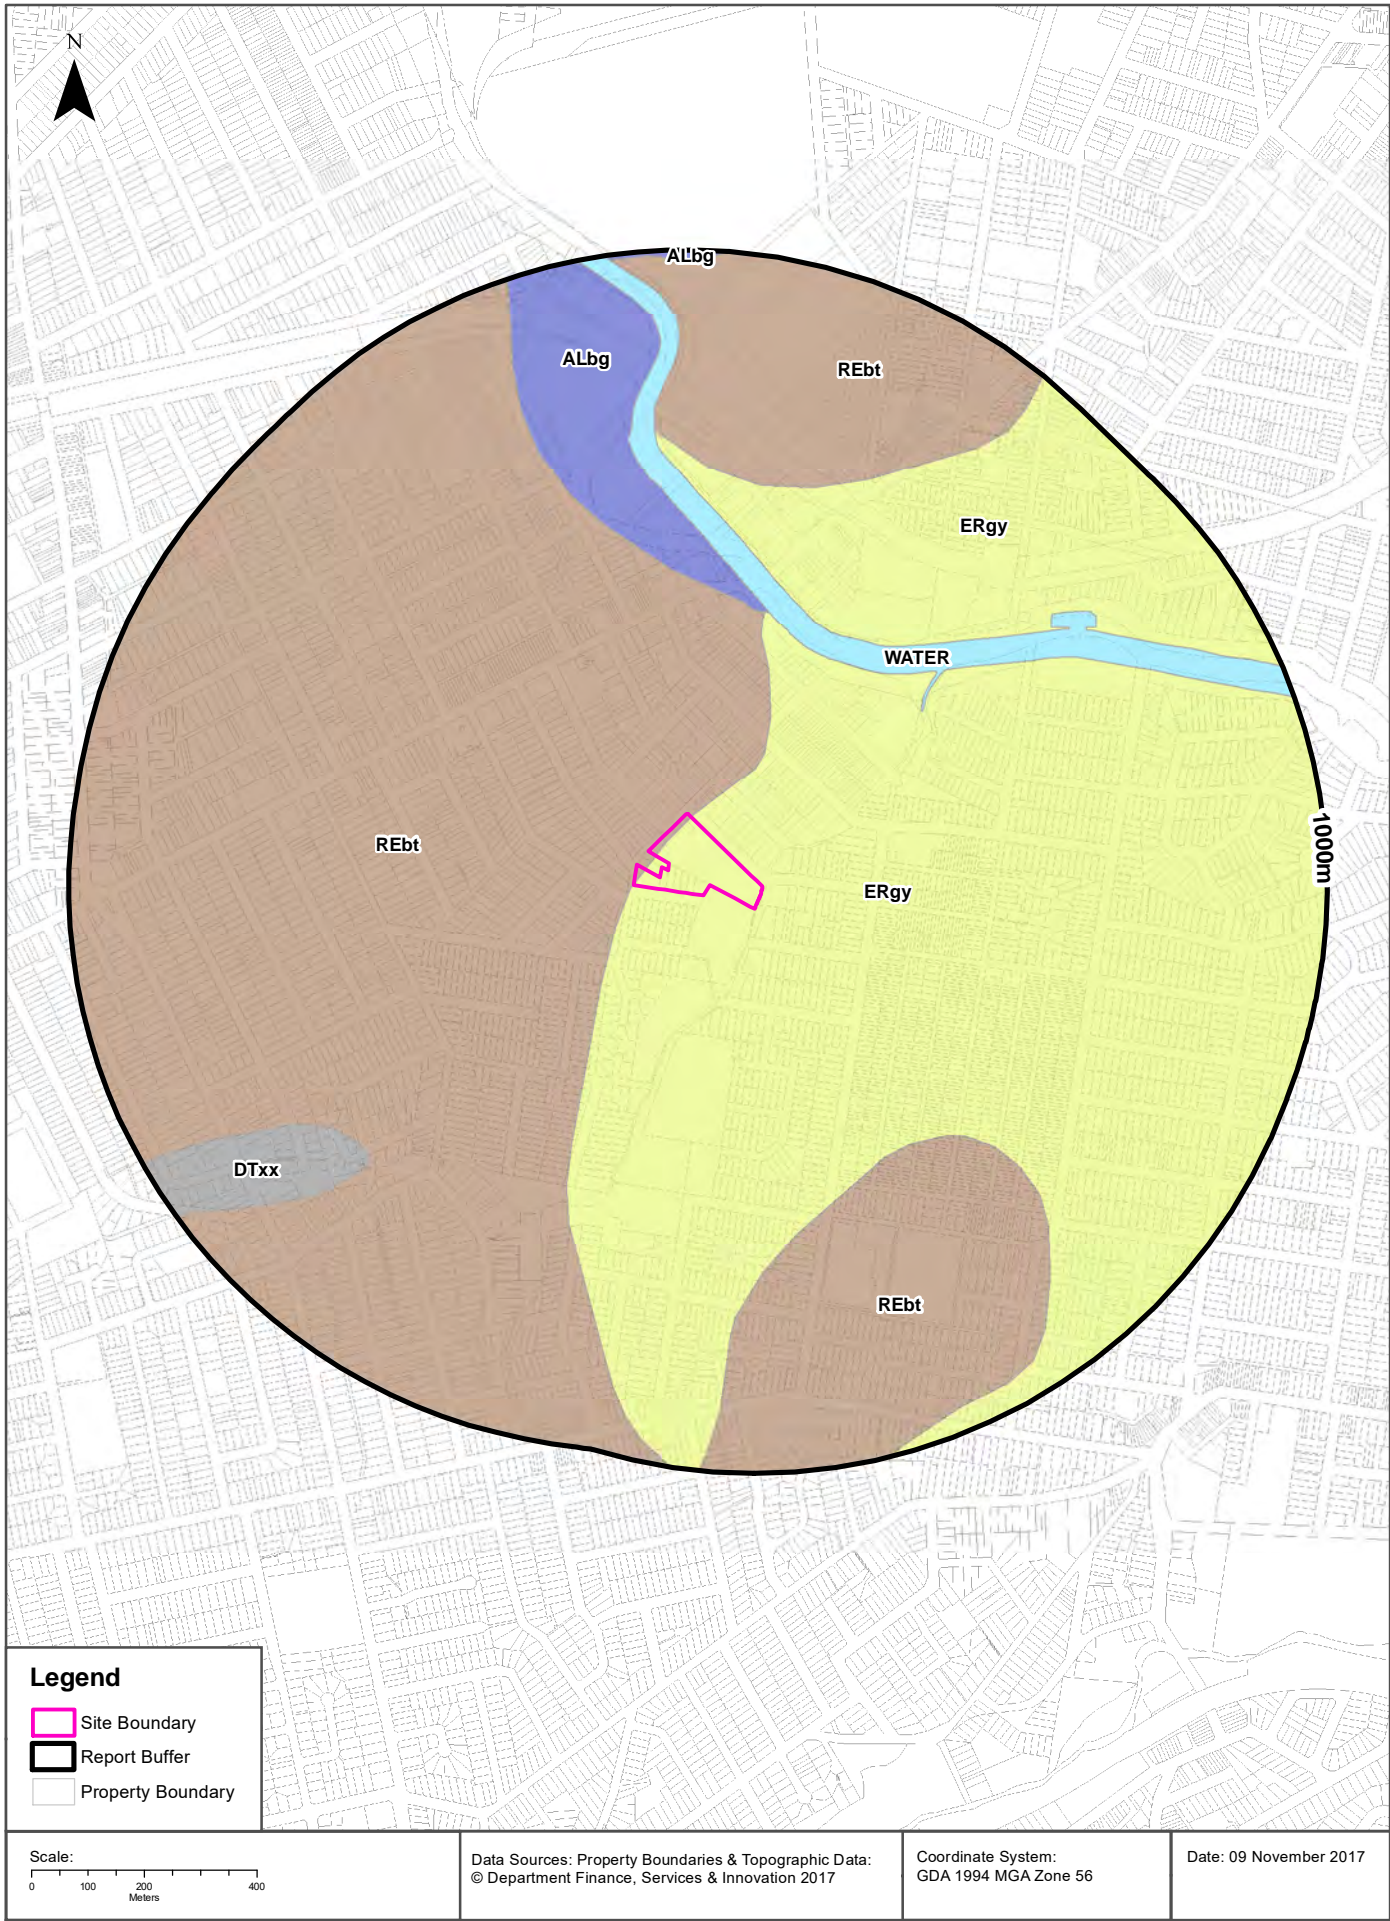 N
ALbg
ALbg
REbt
ERgy
WATER
1000m
REbt
ERgy
DTxx
REbt
Legend
Site Boundary
Report Buffer
Property Boundary
Scale:
0 100 200 400
Meters
Data Sources: Property Boundaries & Topographic Data:
© Department Finance, Services & Innovation 2017
Coordinate System:
GDA 1994 MGA Zone 56
Date: 09 November 2017